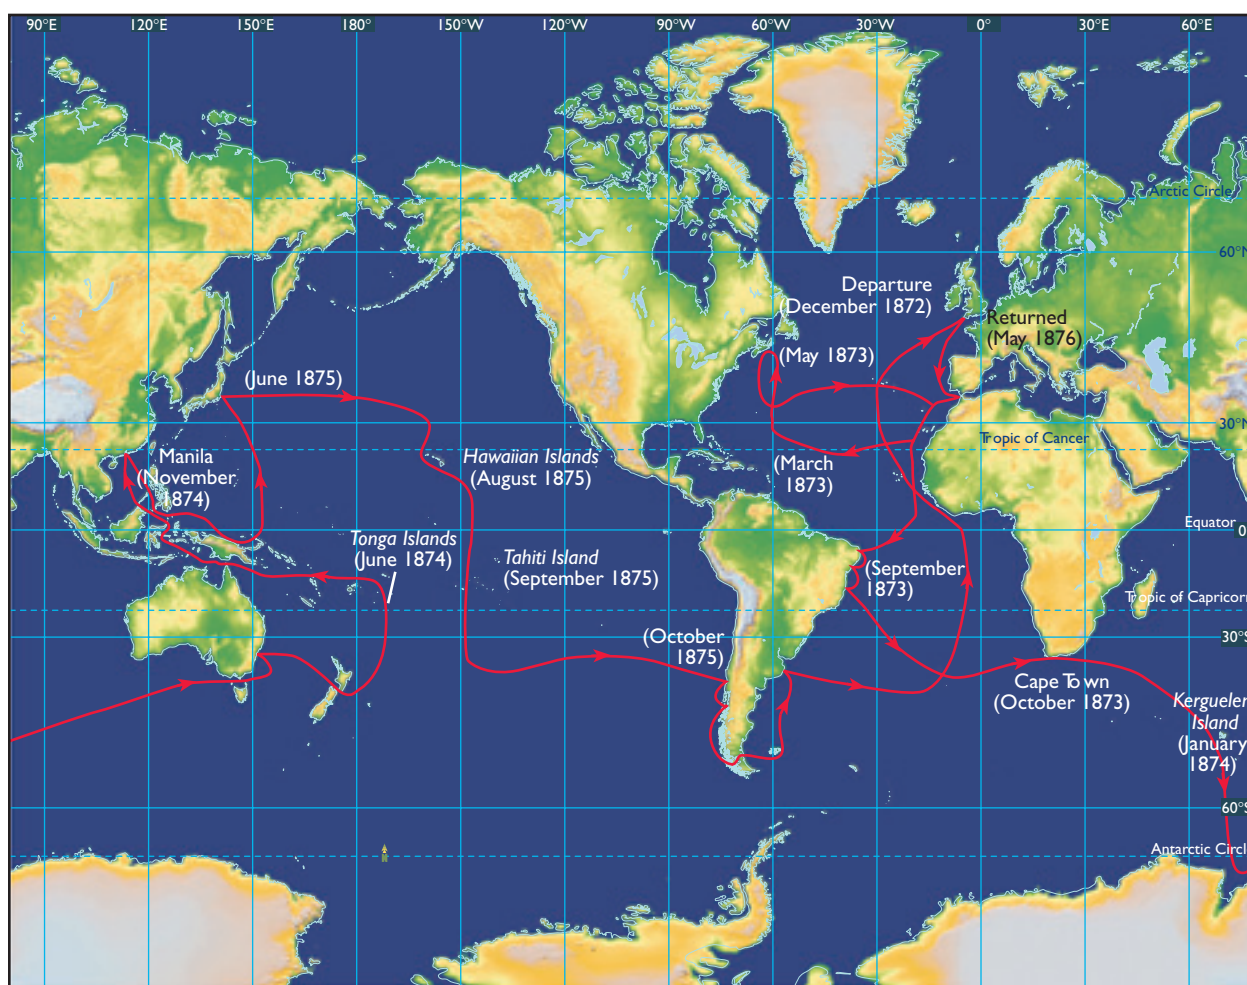 90°E 120°E 150°E 180° 150°W 120°W 90°W 60°W 30°W 0° 30°E 60°E
Arctic Circle
60°N
Departure
(December 1872)
Returned
(May 1876)
(May 1873)
(June 1875)
30°N
Tropic of Cancer
Manila
(November
1874)
Hawaiian Islands
(August 1875)
(March
1873)
Equator 0
Tonga Islands
(June 1874)
Tahiti Island
(September 1875)
(September
1873)
Tropic of Capricorn
(October
1875)
30°S
Cape Town
(October 1873)
Kerguelen
Island
(January
1874)
60°S
Antarctic Circle